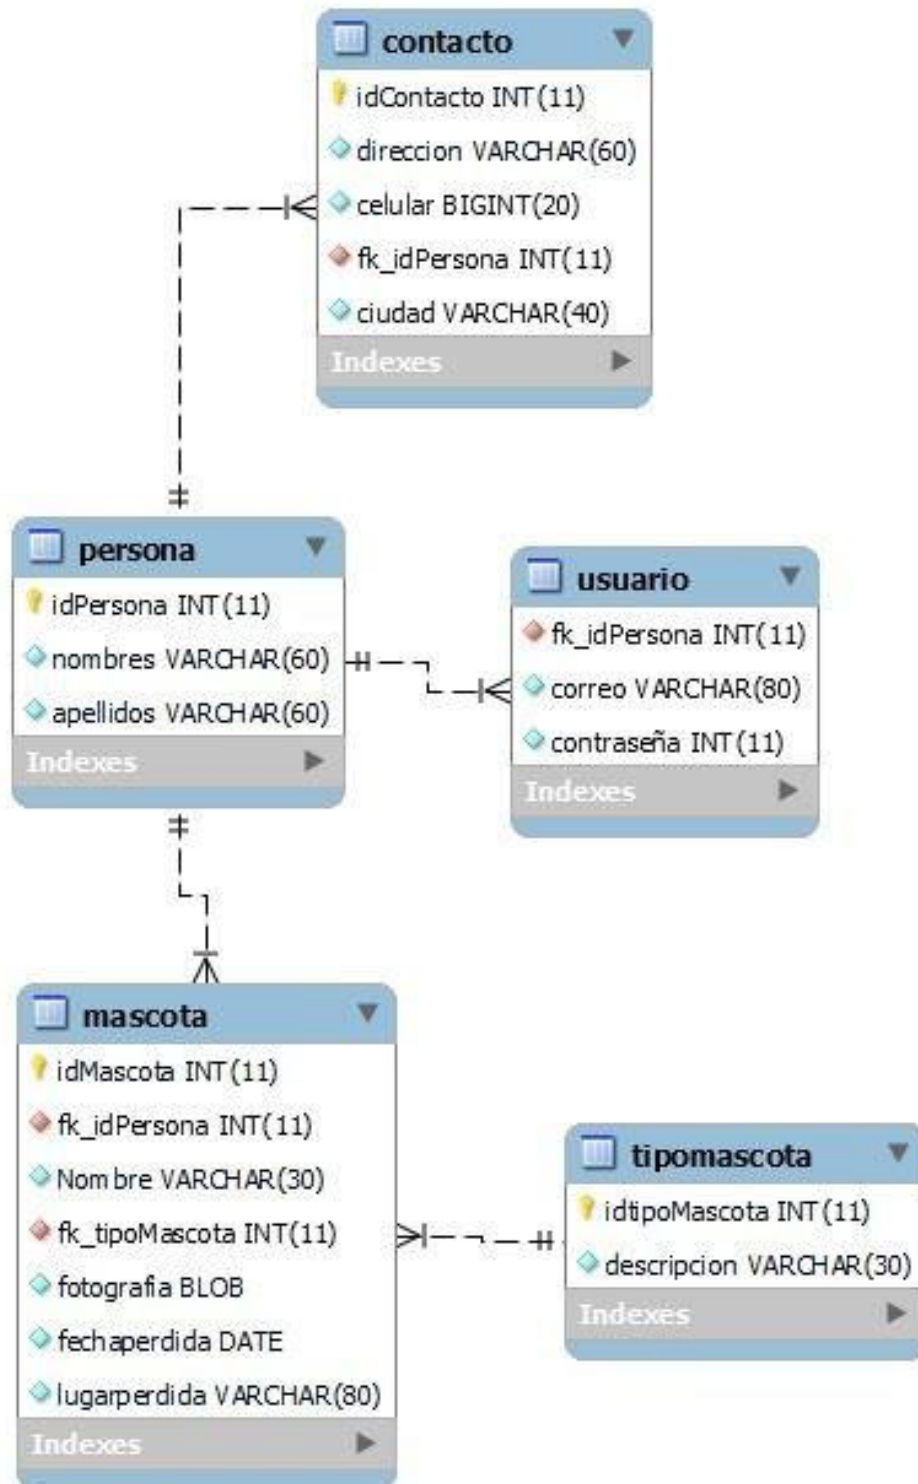 contacto
idContacto INT(11)
direccion VARCHAR(60)
celular BIGINT(20)
fk_idPersona INT(11)
ciudad VARCHAR(40)
Indexes
persona
idPersona INT(11)
nombres VARCHAR(60)
apellidos VARCHAR(60)
Indexes
usuario
fk_idPersona INT(11)
correo VARCHAR(80)
contraseña INT(11)
Indexes
mascota
idMascota INT(11)
fk_idPersona INT(11)
Nombre VARCHAR(30)
fk_tipoMascota INT(11)
fotografia BLOB
fechaperdida DATE
lugarperdida VARCHAR(80)
Indexes
tipomascota
idtipoMascota INT(11)
descripcion VARCHAR(30)
Indexes